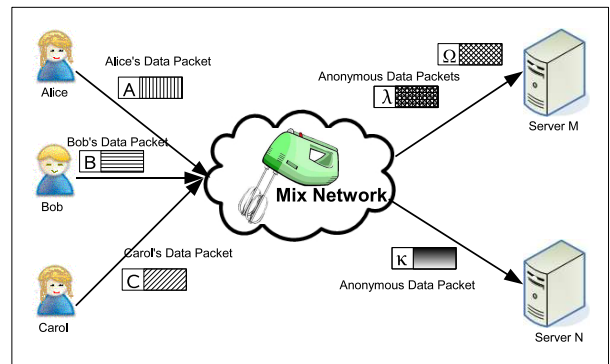 Alice
Alice's Data Packet
A
Bob
Bob's Data Packet
B
Carol
Carol's Data Packet
C
Mix Network
Ω
Anonymous Data Packets
λ
Server M
κ
Anonymous Data Packet
Server N